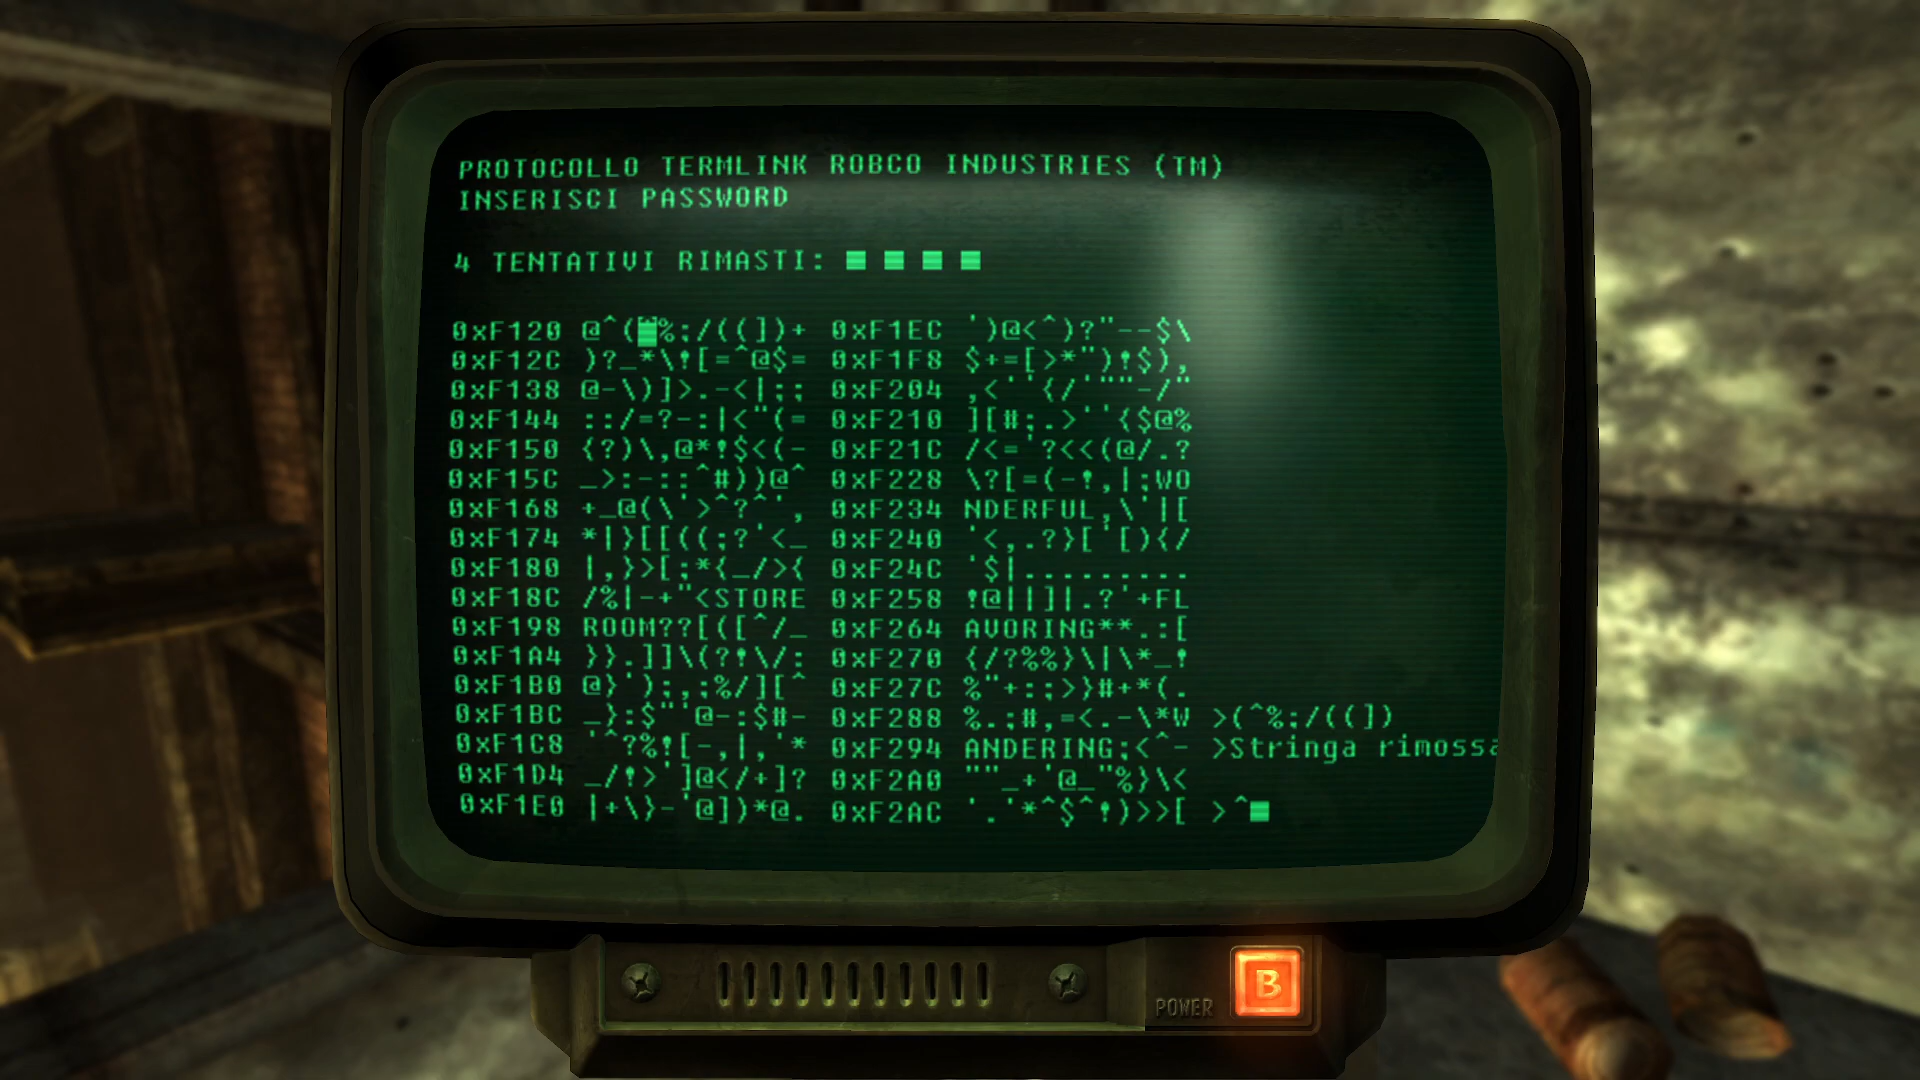 PROTOCOLLO TERMLINK ROBCO INDUSTRIES (TM)
INSERISCI PASSWORD
4 TENTATIVI RIMASTI:
0xF120 @^(^%;/((])+ 0xF1EC ')@<^)?"--$\
0xF12C )?_*\![=^@$= 0xF1F8 $+=[>*")!$),
0xF138 @-\)]>.-<|;: 0xF204 ,<''{/'""-/"
0xF144 ::/=?-:|<"(= 0xF210 ][#;.>''{$@%
0xF150 {?)\,@*!$<(- 0xF21C /<='?<<(@/.?
0xF15C _>:-::^#))@^ 0xF228 \?[=(-!,|;WO
0xF168 +_@(\'>^?^', 0xF234 NDERFUL,\'|[
0xF174 *|}[[((;?'<_ 0xF240 '<,.?}['[){/
0xF180 |,}>[;*{_/>{ 0xF24C '$|.........
0xF18C /%|-+"<STORE 0xF258 !@||]|.?'+FL
0xF198 ROOM??[([^/_ 0xF264 AVORING**.:[
0xF1A4 }}.]]\(?!\/: 0xF270 {/?%%}\|\*_!
0xF1B0 @}');,;%/][^ 0xF27C %"+:;>}#+*(.
0xF1BC _}:$"'@-:$#- 0xF288 %.;#,=<.-\*W >(^%;/((])
0xF1C8 '^?%![-,|,'* 0xF294 ANDERING;<^- >Stringa rimossa
0xF1D4 _/!>']@</+]? 0xF2A0 ""_+'@_"%}\<
0xF1E0 |+\}-'@])*@. 0xF2AC '.'*^$^!)>>[ >^
POWER
B